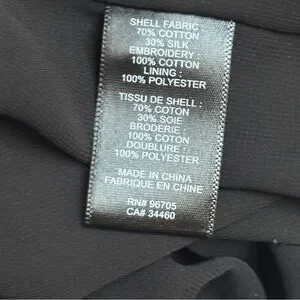 SHELL FABRIC :
70% COTTON
30% SILK
EMBROIDERY :
100% COTTON
LINING :
100% POLYESTER
TISSU DE SHELL :
70% COTON
30% SOIE
BRODERIE :
100% COTON
DOUBLURE :
100% POLYESTER
MADE IN CHINA
FABRIQUE EN CHINE
RN# 96705
CA# 34460